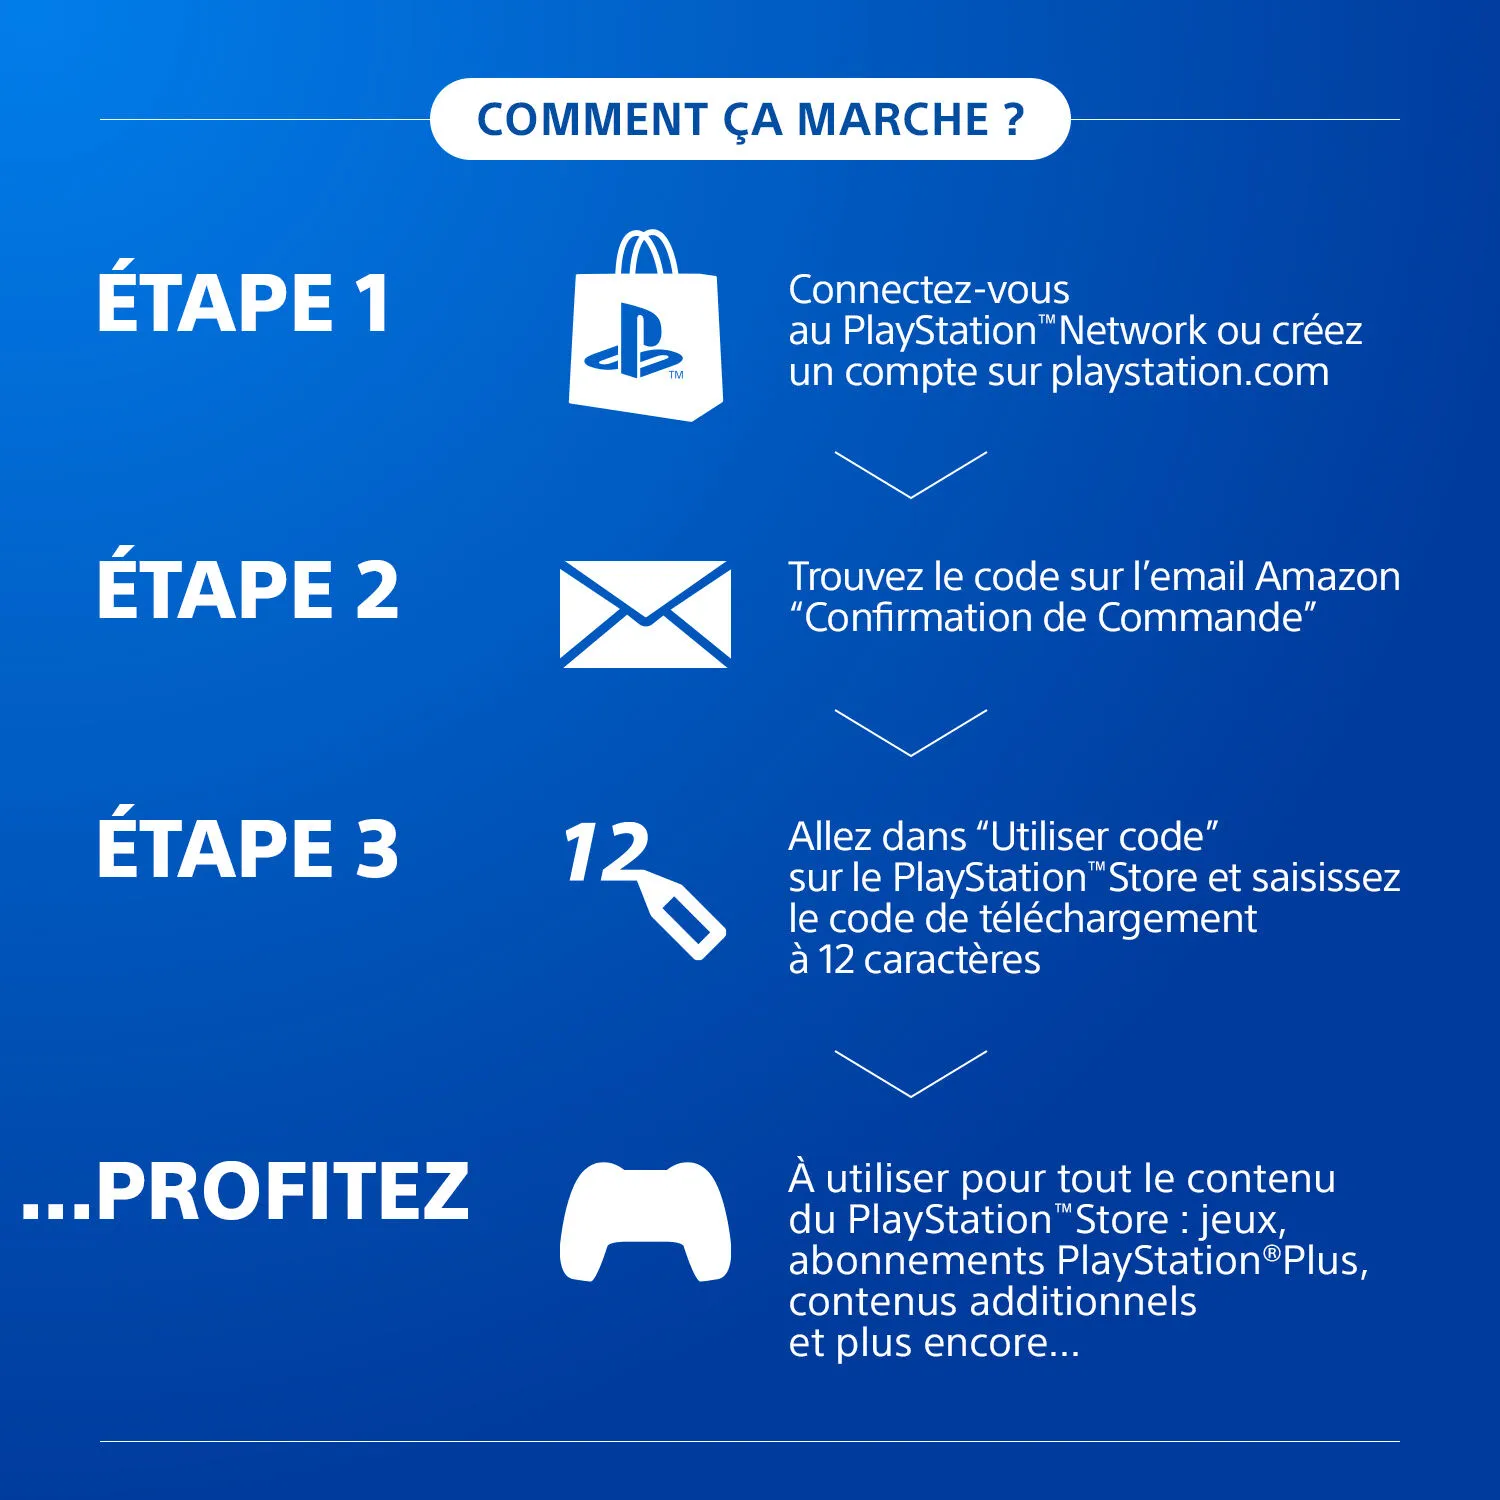 COMMENT ÇA MARCHE ?
ÉTAPE 1
TM
Connectez-vous
au PlayStation™Network ou créez
un compte sur playstation.com
ÉTAPE 2
Trouvez le code sur l’email Amazon
“Confirmation de Commande”
ÉTAPE 3
12
Allez dans “Utiliser code”
sur le PlayStation™Store et saisissez
le code de téléchargement
à 12 caractères
...PROFITEZ
À utiliser pour tout le contenu
du PlayStation™Store : jeux,
abonnements PlayStation®Plus,
contenus additionnels
et plus encore...